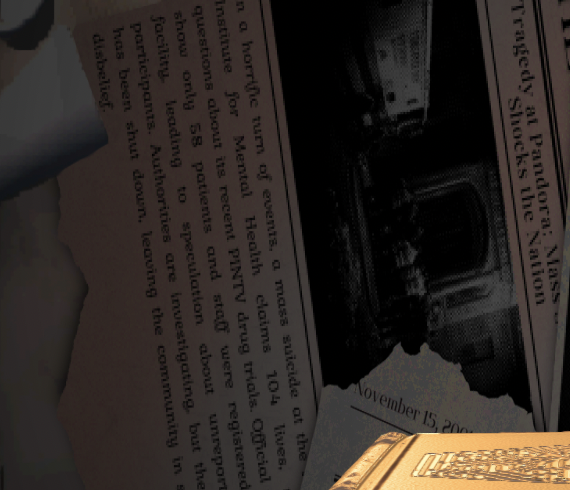 Tragedy at Pandora: Mass
Shocks the Nation
n a horrific turn of events, a mass suicide at the
Institute for Mental Health claims 104 lives,
questions about its recent PINTV drug trials. Official
show only 58 patients and staff were registered
facility, leading to speculation about unreport
participants. Authorities are investigating, but the
has been shut down, leaving the community in s
disbelief.
November 15, 200